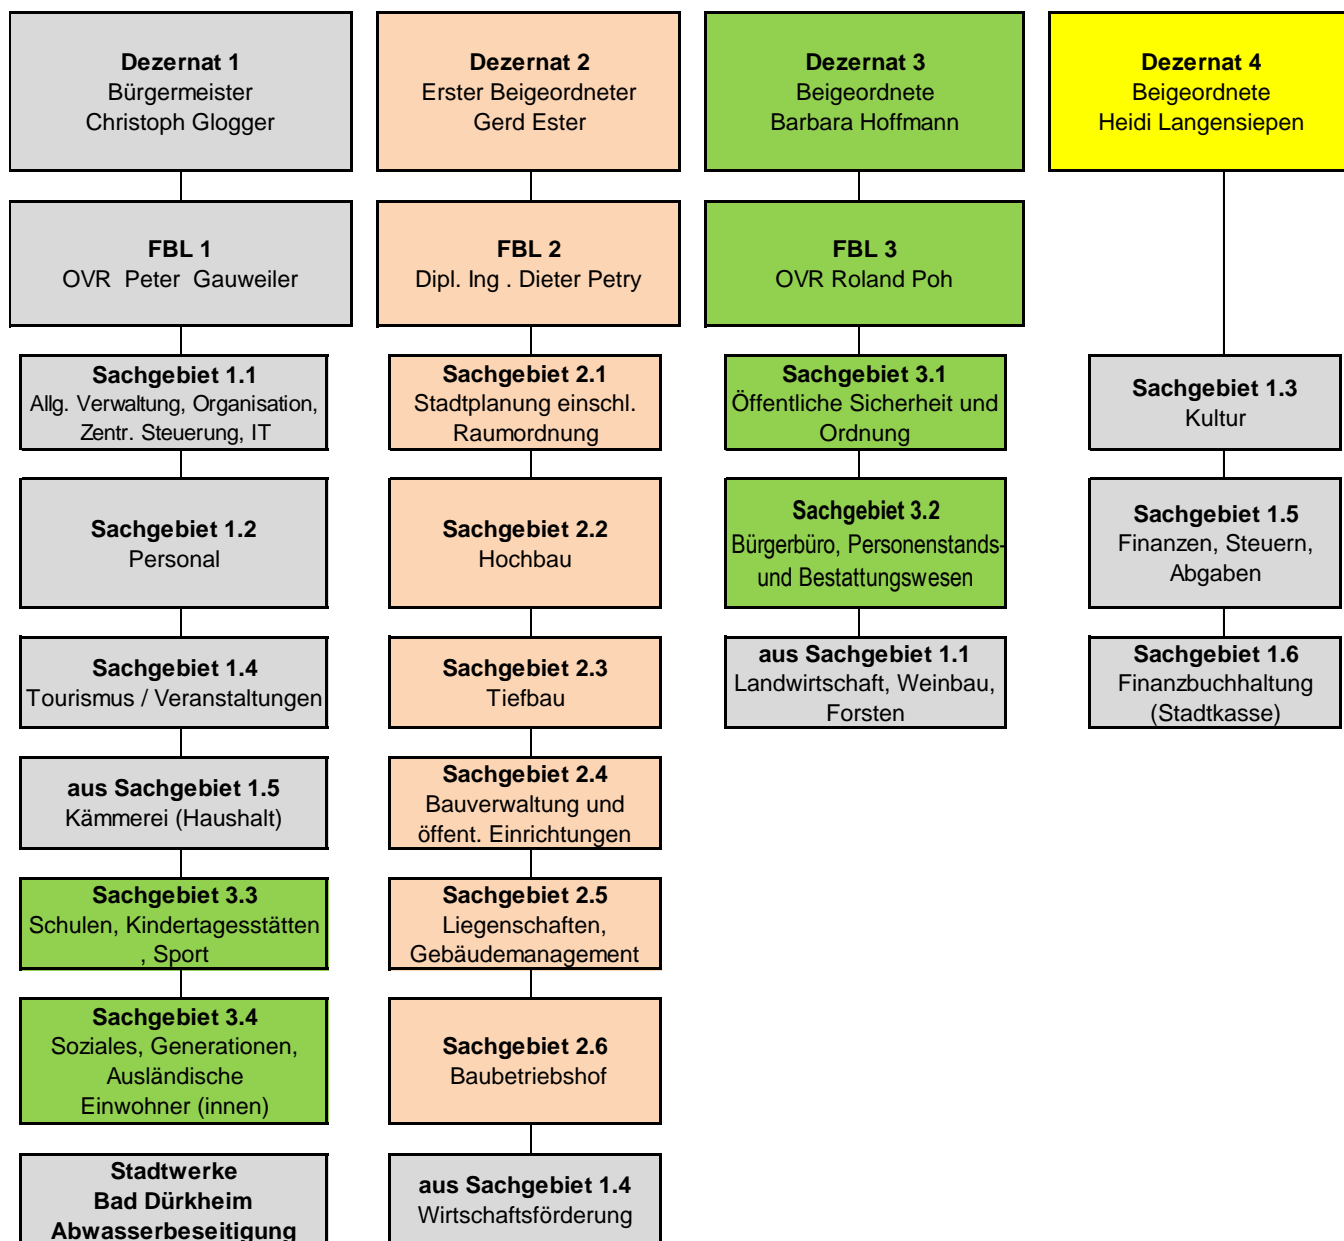 Dezernat 1
Bürgermeister
Christoph Glogger
FBL 1
OVR Peter Gauweiler
Sachgebiet 1.1
Allg. Verwaltung, Organisation,
Zentr. Steuerung, IT
Sachgebiet 1.2
Personal
Sachgebiet 1.4
Tourismus / Veranstaltungen
aus Sachgebiet 1.5
Kämmerei (Haushalt)
Sachgebiet 3.3
Schulen, Kindertagesstätten
, Sport
Sachgebiet 3.4
Soziales, Generationen,
Ausländische
Einwohner (innen)
Stadtwerke
Bad Dürkheim
Abwasserbeseitigung
Dezernat 2
Erster Beigeordneter
Gerd Ester
FBL 2
Dipl. Ing . Dieter Petry
Sachgebiet 2.1
Stadtplanung einschl.
Raumordnung
Sachgebiet 2.2
Hochbau
Sachgebiet 2.3
Tiefbau
Sachgebiet 2.4
Bauverwaltung und
öffent. Einrichtungen
Sachgebiet 2.5
Liegenschaften,
Gebäudemanagement
Sachgebiet 2.6
Baubetriebshof
aus Sachgebiet 1.4
Wirtschaftsförderung
Dezernat 3
Beigeordnete
Barbara Hoffmann
FBL 3
OVR Roland Poh
Sachgebiet 3.1
Öffentliche Sicherheit und
Ordnung
Sachgebiet 3.2
Bürgerbüro, Personenstands-
und Bestattungswesen
aus Sachgebiet 1.1
Landwirtschaft, Weinbau,
Forsten
Dezernat 4
Beigeordnete
Heidi Langensiepen
Sachgebiet 1.3
Kultur
Sachgebiet 1.5
Finanzen, Steuern,
Abgaben
Sachgebiet 1.6
Finanzbuchhaltung
(Stadtkasse)